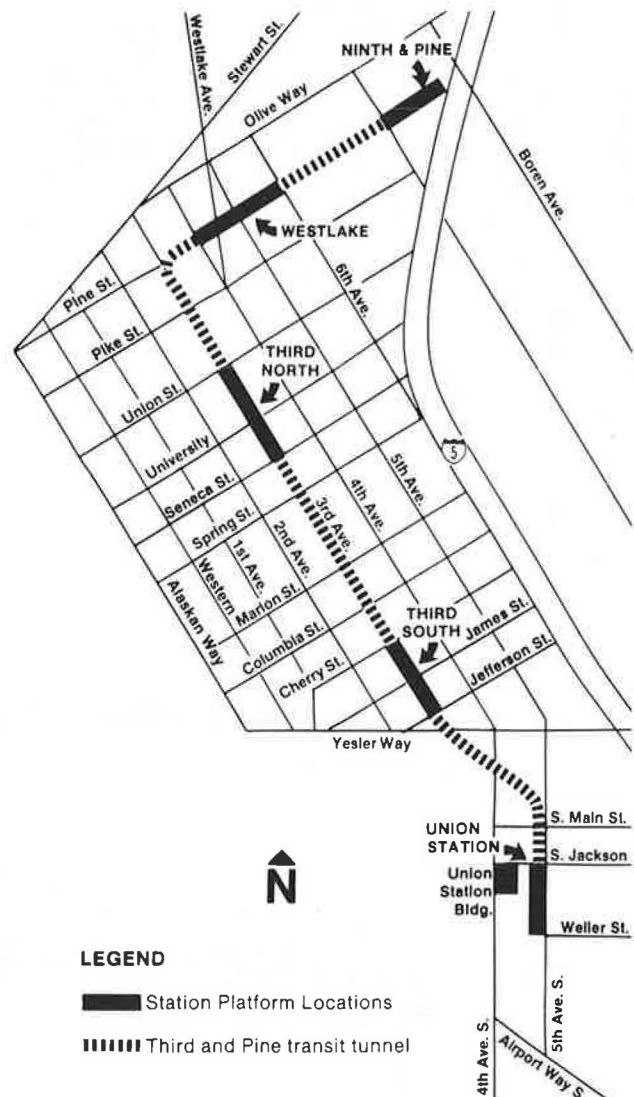 NINTH & PINE
Westlake Ave.
Stewart St.
Olive Way
Boren Ave.
WESTLAKE
Pine St.
6th Ave.
Pike St.
THIRD
NORTH
Union St.
University
5
Seneca St.
5th Ave.
4th Ave.
3rd Ave.
Spring St.
2nd Ave.
1st Ave.
Western
Marion St.
Alaskan Way
THIRD
SOUTH
James St.
Columbia St.
Jefferson St.
Cherry St.
Yesler Way
S. Main St.
UNION
STATION
S. Jackson
Union
Station
Bldg.
N
Weller St.
LEGEND
Station Platform Locations
Third and Pine transit tunnel
4th Ave. S.
5th Ave. S.
Airport Way S.